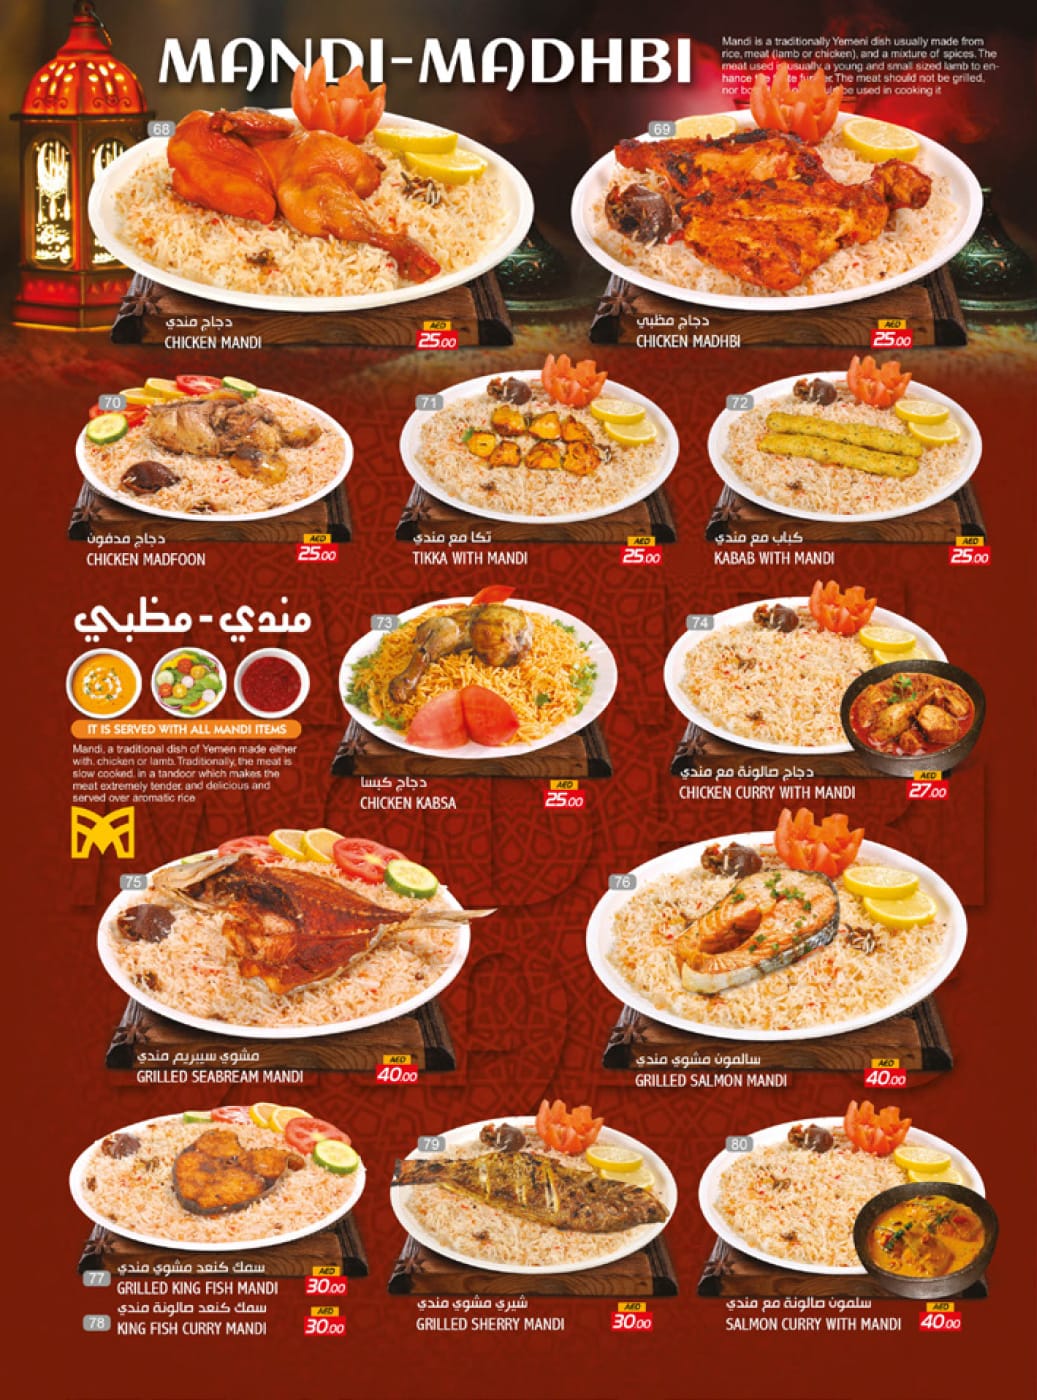 MANDI-MADHBI
Mandi is a traditionally Yemeni dish usually made from
rice, meat (lamb or chicken), and a mixture of spices. The
meat used is usually a young and small sized lamb to en-
hance the taste further. The meat should not be grilled,
nor be used in cooking it
68
دجاج مندي
CHICKEN MANDI
AED
25.00
69
دجاج مظبي
CHICKEN MADHBI
AED
25.00
70
دجاج مدفون
CHICKEN MADFOON
AED
25.00
71
تكا مع مندي
TIKKA WITH MANDI
AED
25.00
72
كباب مع مندي
KABAB WITH MANDI
AED
25.00
مندي - مظبي
IT IS SERVED WITH ALL MANDI ITEMS
Mandi, a traditional dish of Yemen made either
with. chicken or lamb. Traditionally, the meat is
slow cooked. in a tandoor which makes the
meat extremely tender. and delicious and
served over aromatic rice
73
دجاج كبسا
CHICKEN KABSA
AED
25.00
74
دجاج صالونة مع مندي
CHICKEN CURRY WITH MANDI
AED
27.00
75
مشوي سيبريم مندي
GRILLED SEABREAM MANDI
AED
40.00
76
سالمون مشوي مندي
GRILLED SALMON MANDI
AED
40.00
77
سمك كنعد مشوي مندي
GRILLED KING FISH MANDI
AED
30.00
78
سمك كنعد صالونة مندي
KING FISH CURRY MANDI
AED
30.00
79
شيري مشوي مندي
GRILLED SHERRY MANDI
AED
30.00
80
سلمون صالونة مع مندي
SALMON CURRY WITH MANDI
AED
40.00